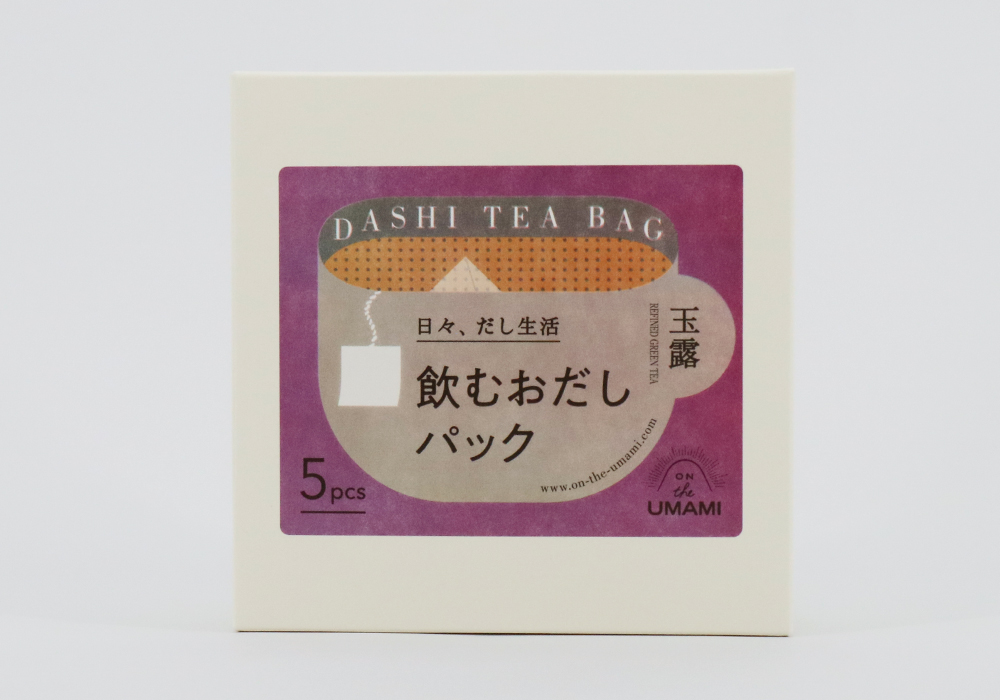 DASHI TEA BAG
日々、だし生活
飲むおだし
パック
玉露
REFINED GREEN TEA
www.on-the-umami.com
5pcs
ON
the
UMAMI